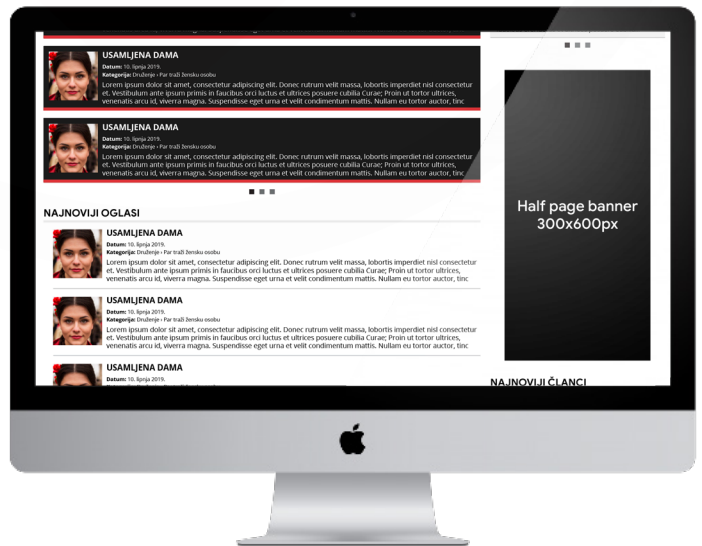 USAMLJENA DAMA
Datum: 10. lipnja 2019.
Kategorija: Druženje › Par traži žensku osobu
Lorem ipsum dolor sit amet, consectetur adipiscing elit. Donec rutrum velit massa, lobortis imperdiet nisl consectetur
et. Vestibulum ante ipsum primis in faucibus orci luctus et ultrices posuere cubilia Curae; Proin ut tortor ultrices,
venenatis arcu id, viverra magna. Suspendisse eget urna et velit condimentum mattis. Nullam eu tortor auctor, tinc
USAMLJENA DAMA
Datum: 10. lipnja 2019.
Kategorija: Druženje › Par traži žensku osobu
Lorem ipsum dolor sit amet, consectetur adipiscing elit. Donec rutrum velit massa, lobortis imperdiet nisl consectetur
et. Vestibulum ante ipsum primis in faucibus orci luctus et ultrices posuere cubilia Curae; Proin ut tortor ultrices,
venenatis arcu id, viverra magna. Suspendisse eget urna et velit condimentum mattis. Nullam eu tortor auctor, tinc
NAJNOVIJI OGLASI
USAMLJENA DAMA
Datum: 10. lipnja 2019.
Kategorija: Druženje › Par traži žensku osobu
Lorem ipsum dolor sit amet, consectetur adipiscing elit. Donec rutrum velit massa, lobortis imperdiet nisl consectetur
et. Vestibulum ante ipsum primis in faucibus orci luctus et ultrices posuere cubilia Curae; Proin ut tortor ultrices,
venenatis arcu id, viverra magna. Suspendisse eget urna et velit condimentum mattis. Nullam eu tortor auctor, tinc
USAMLJENA DAMA
Datum: 10. lipnja 2019.
Kategorija: Druženje › Par traži žensku osobu
Lorem ipsum dolor sit amet, consectetur adipiscing elit. Donec rutrum velit massa, lobortis imperdiet nisl consectetur
et. Vestibulum ante ipsum primis in faucibus orci luctus et ultrices posuere cubilia Curae; Proin ut tortor ultrices,
venenatis arcu id, viverra magna. Suspendisse eget urna et velit condimentum mattis. Nullam eu tortor auctor, tinc
USAMLJENA DAMA
Datum: 10. lipnja 2019.
Half page banner
300x600px
NAJNOVIJI ČLANCI